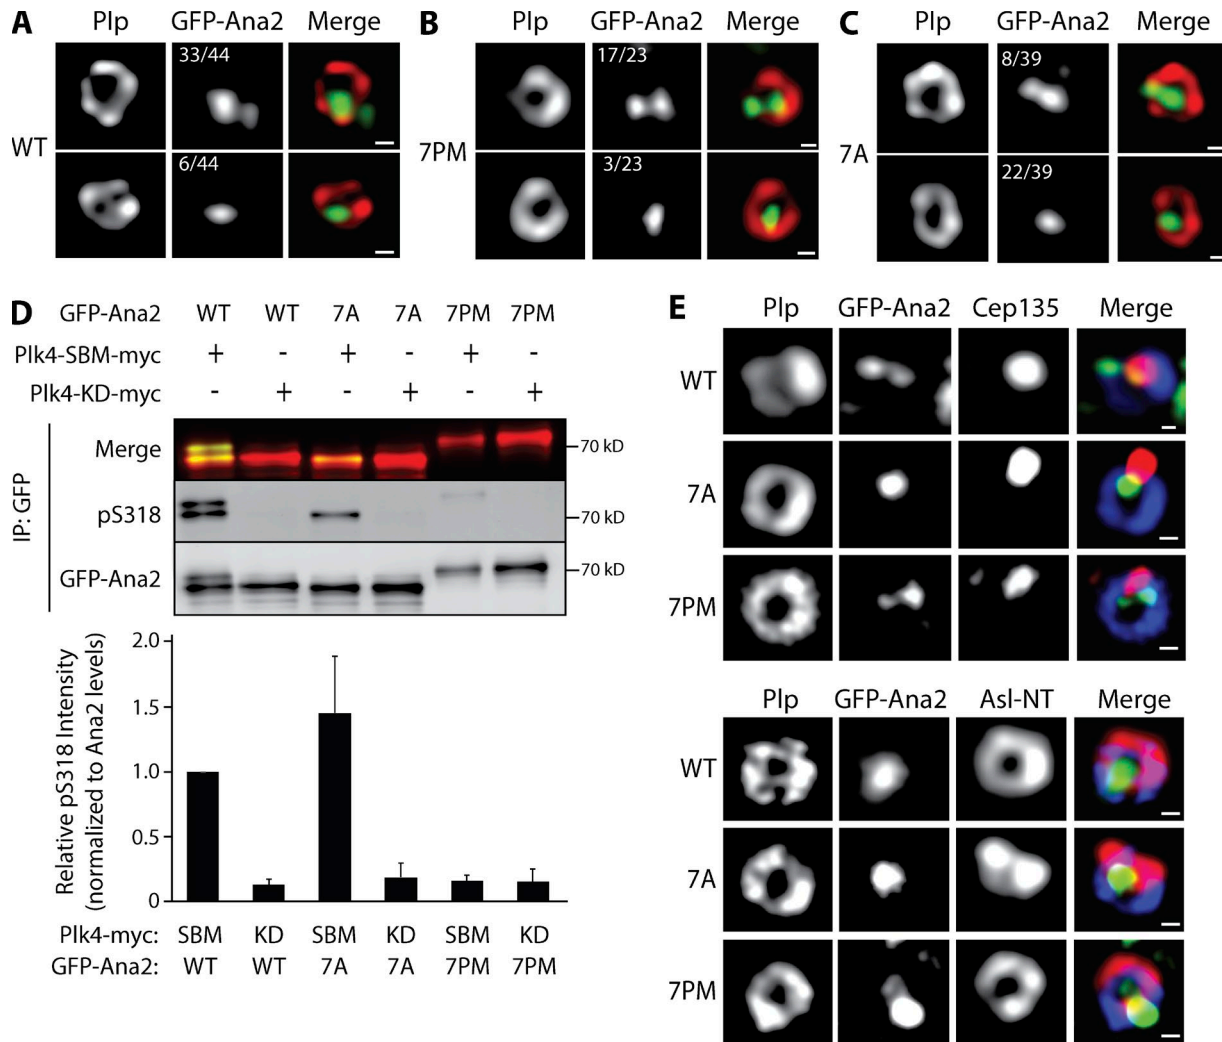 A Plp GFP-Ana2 Merge
33/44
WT
6/44
B Plp GFP-Ana2 Merge
17/23
7PM
3/23
C Plp GFP-Ana2 Merge
8/39
7A
22/39
D GFP-Ana2 WT WT 7A 7A 7PM 7PM
Plk4-SBM-myc + - + - + -
Plk4-KD-myc - + - + - +
IP: GFP
Merge 70 kD
pS318 70 kD
GFP-Ana2 70 kD
Relative pS318 Intensity
(normalized to Ana2 levels)
2.0
1.5
1.0
0.5
0
Plk4-myc: SBM KD SBM KD SBM KD
GFP-Ana2: WT WT 7A 7A 7PM 7PM
E Plp GFP-Ana2 Cep135 Merge
WT
7A
7PM
Plp GFP-Ana2 Asl-NT Merge
WT
7A
7PM